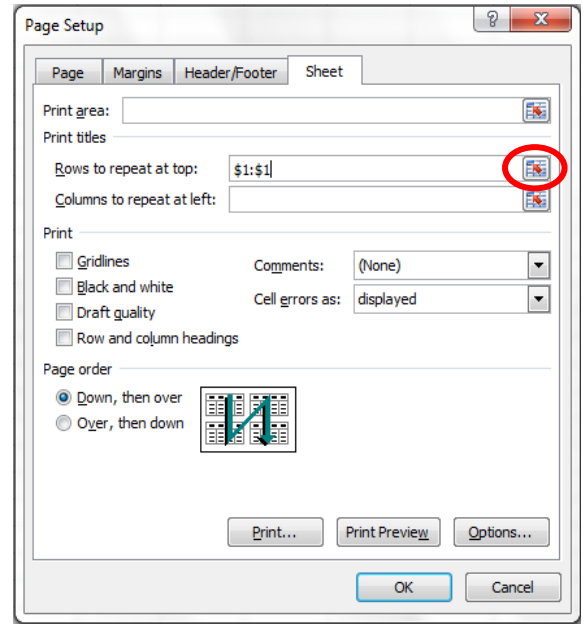 Page Setup
Page Margins Header/Footer Sheet
Print area:
Print titles
Rows to repeat at top: $1:$1
Columns to repeat at left:
Print
Gridlines Comments: (None)
Black and white
Cell errors as: displayed
Draft quality
Row and column headings
Page order
Down, then over
Over, then down
Print... Print Preview Options...
OK Cancel